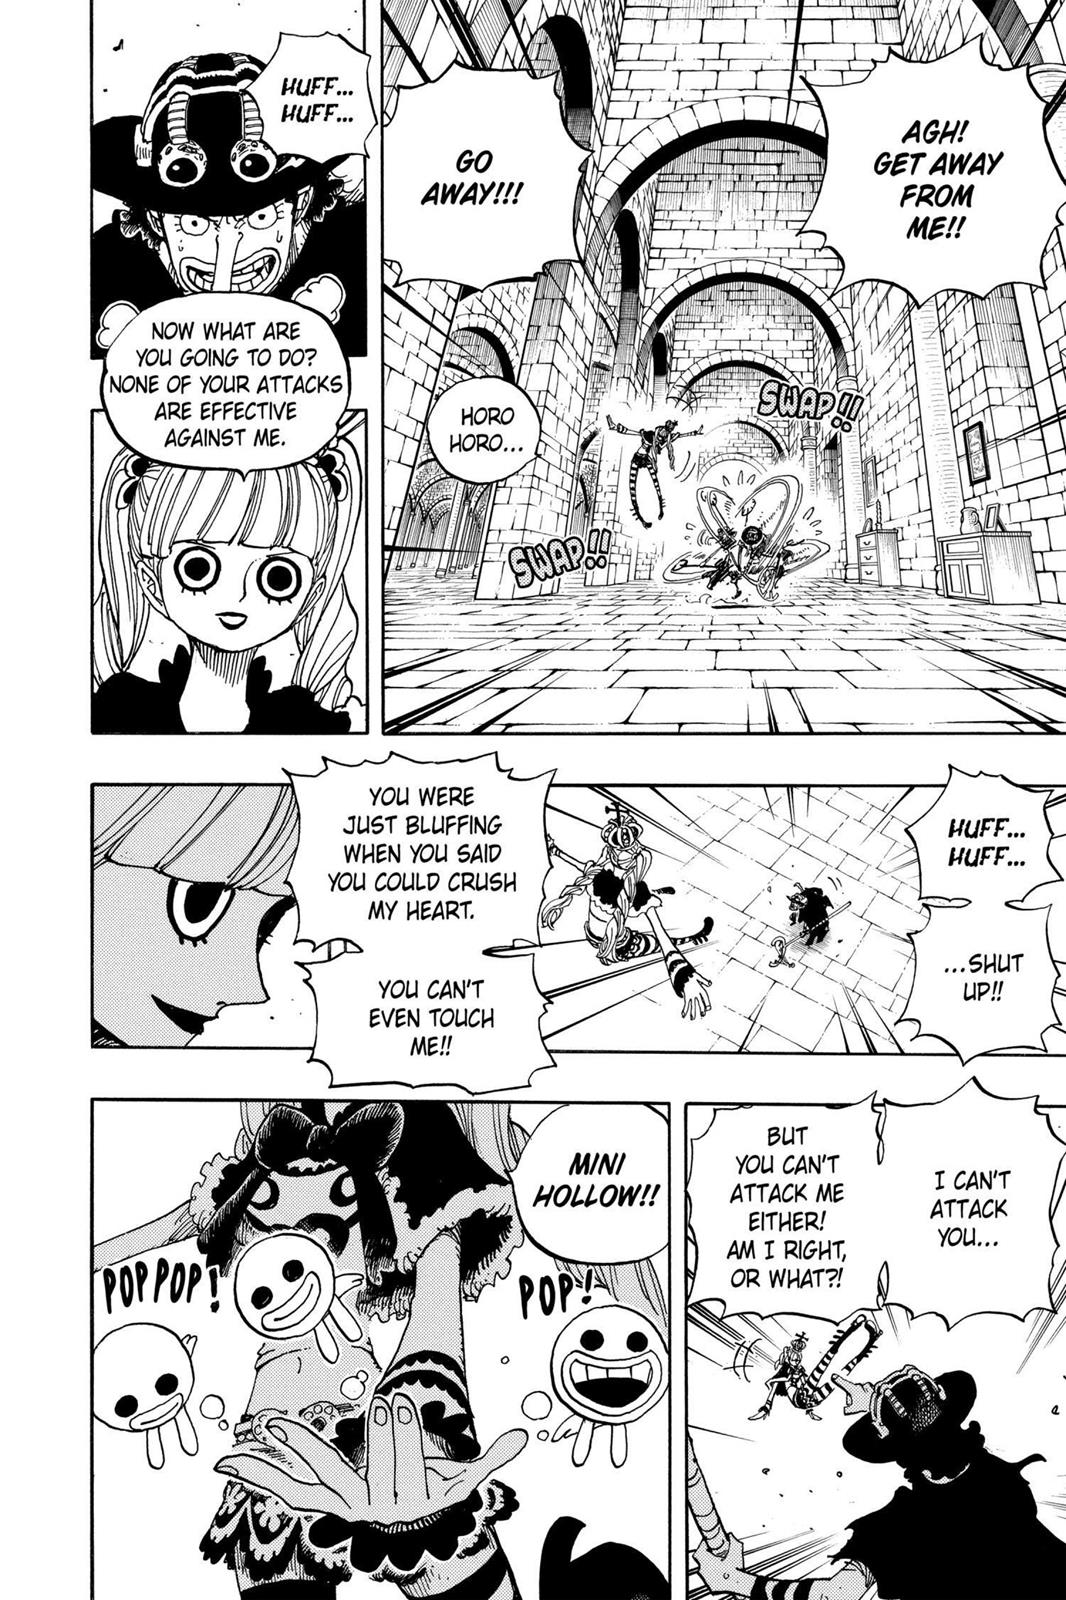 AGH!
GET AWAY
FROM
ME!!
GO
AWAY!!!
SWAP!!
HORO
HORO...
SWAP!!
HUFF...
HUFF...
NOW WHAT ARE
YOU GOING TO DO?
NONE OF YOUR ATTACKS
ARE EFFECTIVE
AGAINST ME.
HUFF...
HUFF...
...SHUT
UP!!
YOU WERE
JUST BLUFFING
WHEN YOU SAID
YOU COULD CRUSH
MY HEART.
YOU CAN'T
EVEN TOUCH
ME!!
I CAN'T
ATTACK
YOU...
BUT
YOU CAN'T
ATTACK ME
EITHER!
AM I RIGHT,
OR WHAT?!
MINI
HOLLOW!!
POP!
POP POP!